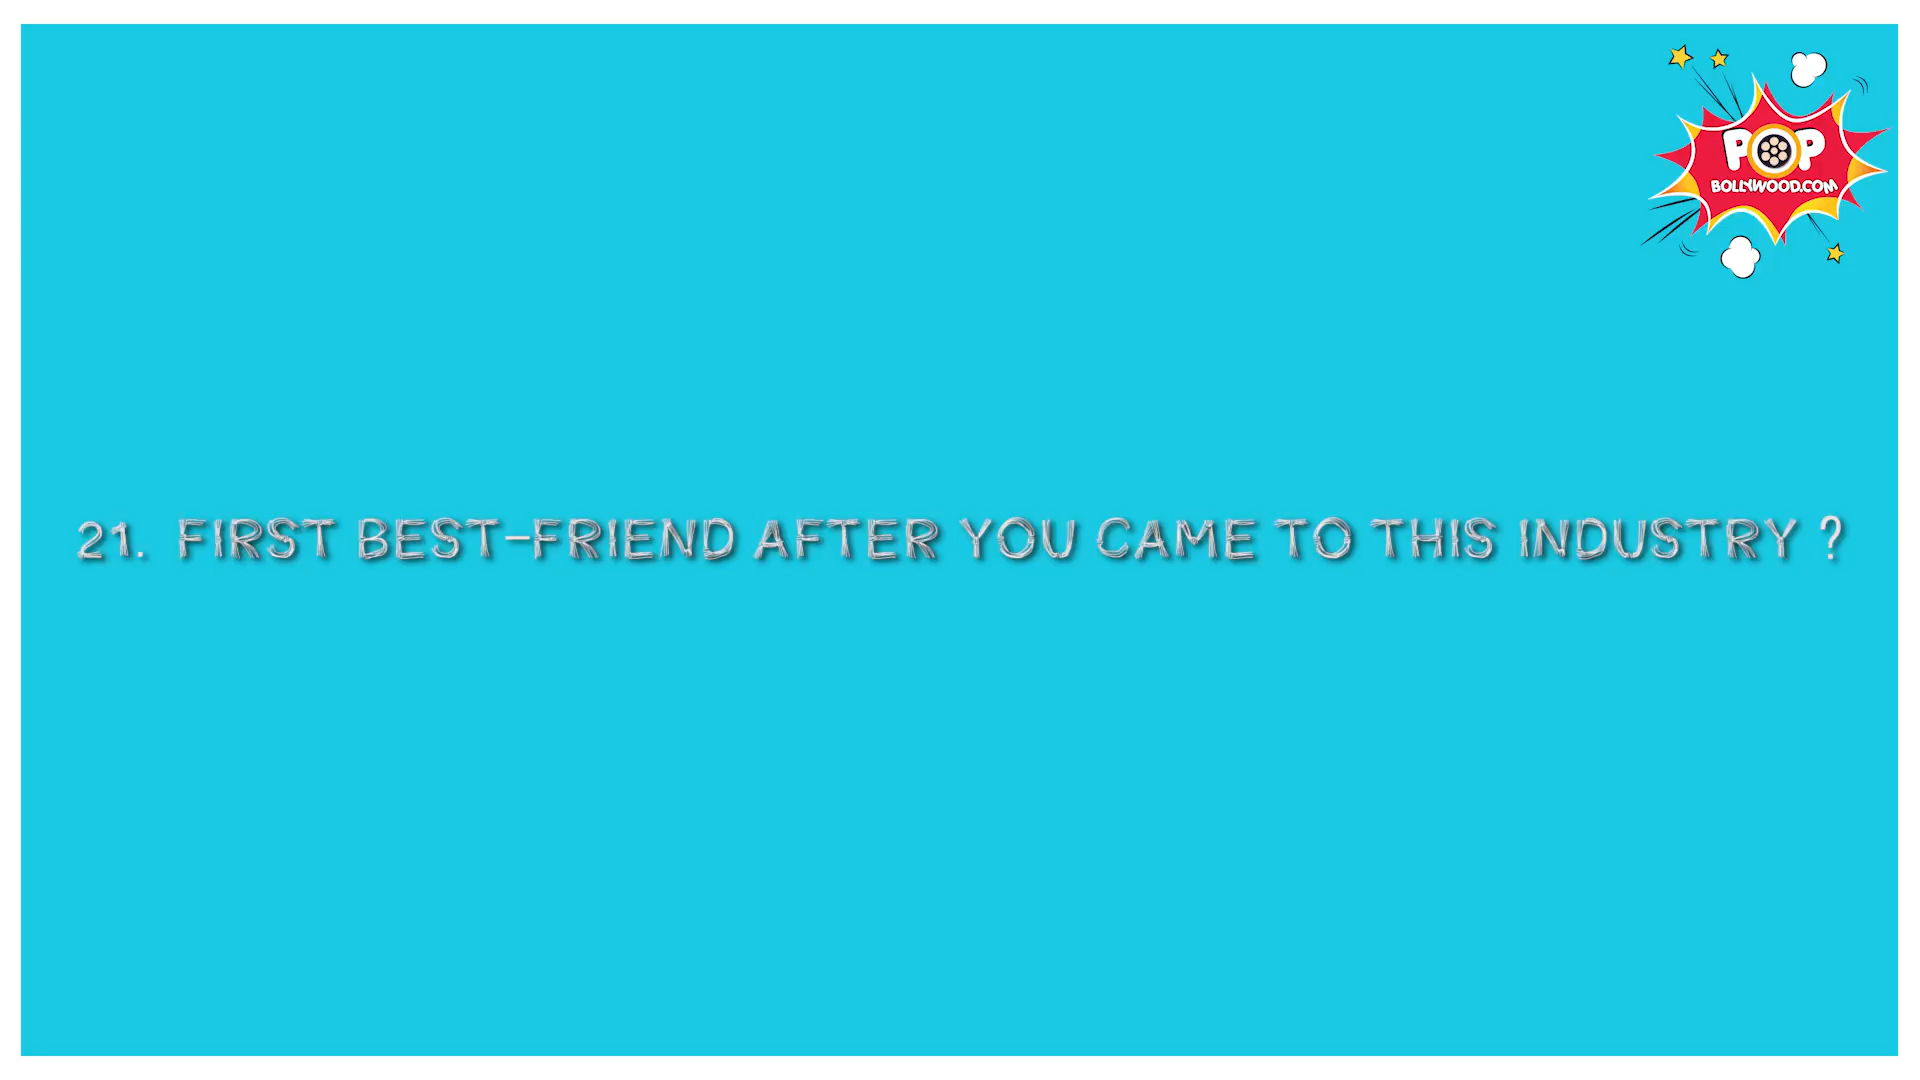 POP
BOLLYWOOD.COM
21. FIRST BEST-FRIEND AFTER YOU CAME TO THIS INDUSTRY ?